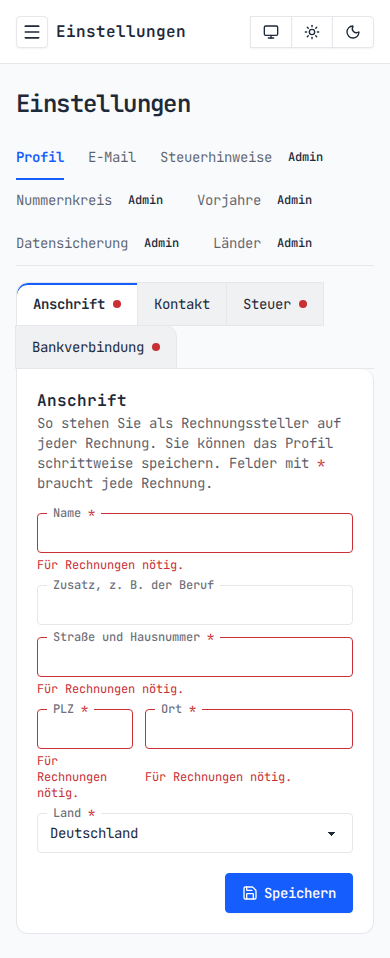 Einstellungen
Einstellungen
Profil E-Mail Steuerhinweise Admin
Nummernkreis Admin Vorjahre Admin
Datensicherung Admin Länder Admin
Anschrift Kontakt Steuer
Bankverbindung
Anschrift
So stehen Sie als Rechnungssteller auf
jeder Rechnung. Sie können das Profil
schrittweise speichern. Felder mit *
braucht jede Rechnung.
Name *
Für Rechnungen nötig.
Zusatz, z. B. der Beruf
Straße und Hausnummer *
Für Rechnungen nötig.
PLZ * Ort *
Für
Rechnungen
nötig.
Für Rechnungen nötig.
Land *
Deutschland
Speichern